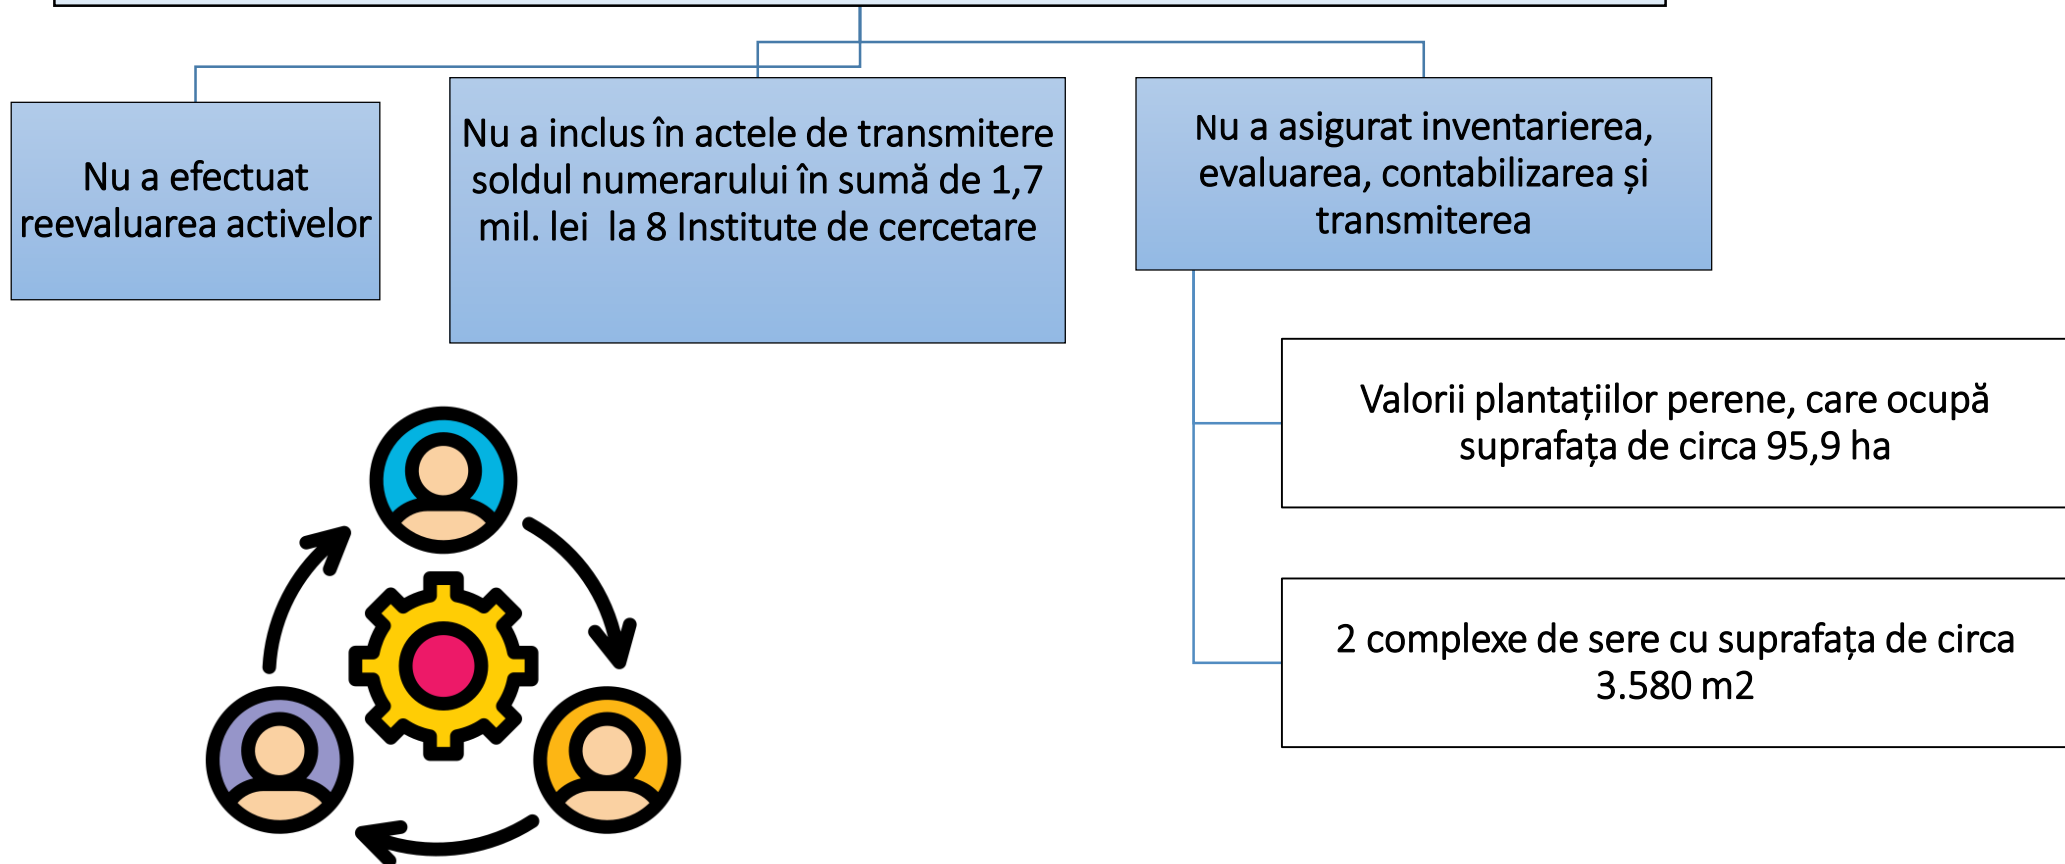 Nu a efectuat
reevaluarea activelor
Nu a inclus în actele de transmitere
soldul numerarului în sumă de 1,7
mil. lei  la 8 Institute de cercetare
Nu a asigurat inventarierea,
evaluarea, contabilizarea și
transmiterea
Valorii plantațiilor perene, care ocupă
suprafața de circa 95,9 ha
2 complexe de sere cu suprafața de circa
3.580 m2